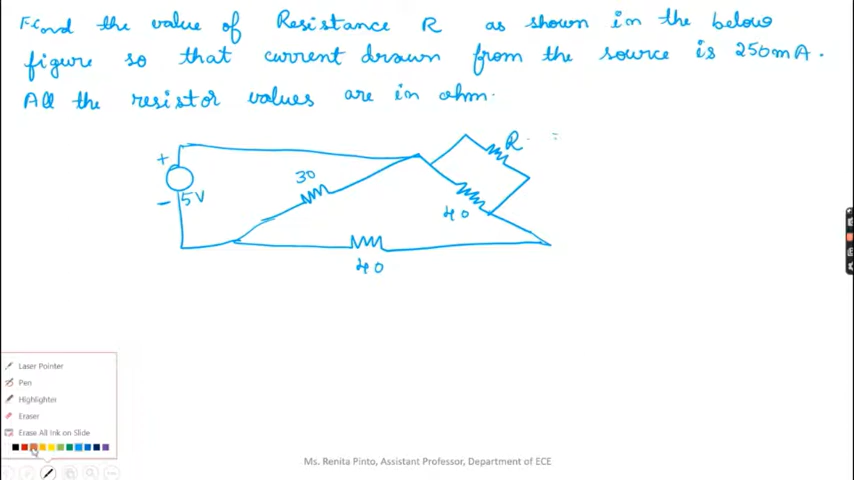 Find the value of Resistance R as shown in the below
figure so that current drawn from the source is 250mA.
All the resistor values are in ohm.
R =
+
30
5V
-
40
40
Laser Pointer
Pen
Highlighter
Eraser
Erase All Ink on Slide
Ms. Renita Pinto, Assistant Professor, Department of ECE